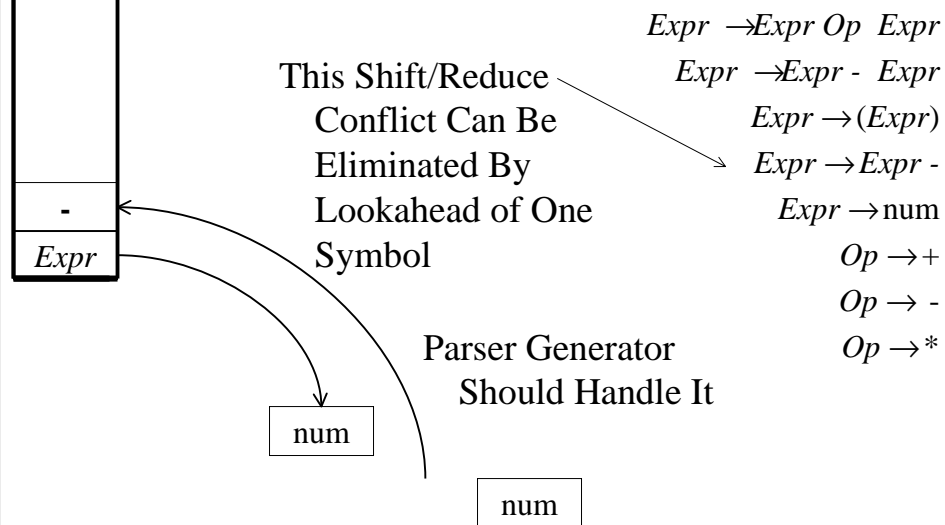 Expr → Expr Op Expr
Expr → Expr - Expr
Expr → (Expr)
Expr → Expr -
Expr → num
Op → +
Op → -
Op → *
This Shift/Reduce
Conflict Can Be
Eliminated By
Lookahead of One
Symbol
-
Expr
Parser Generator
Should Handle It
num
num